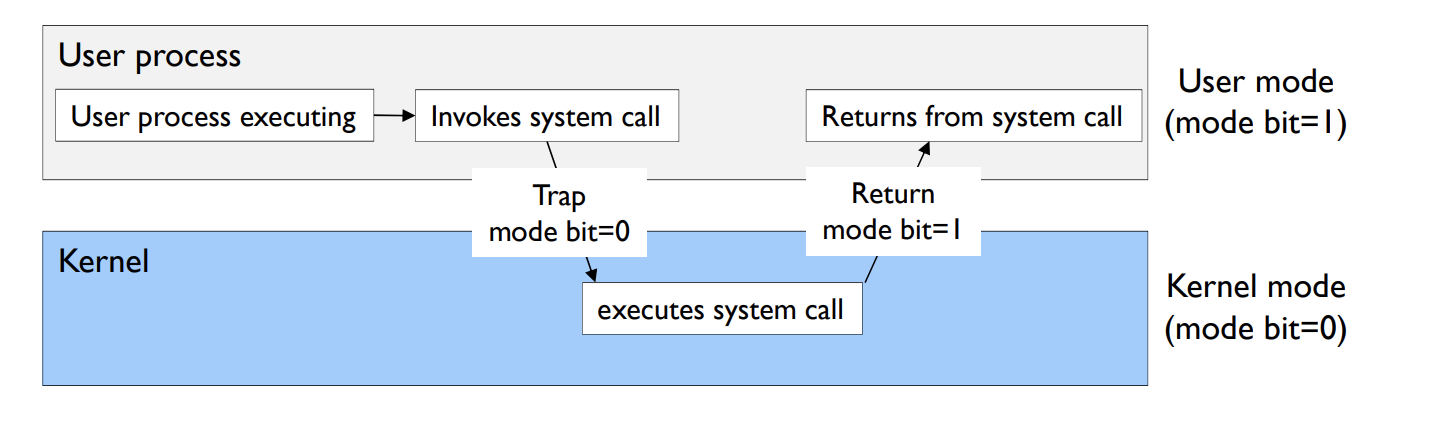 User process
User process executing
Invokes system call
Returns from system call
User mode
(mode bit=1)
Trap
mode bit=0
Return
mode bit=1
Kernel
executes system call
Kernel mode
(mode bit=0)